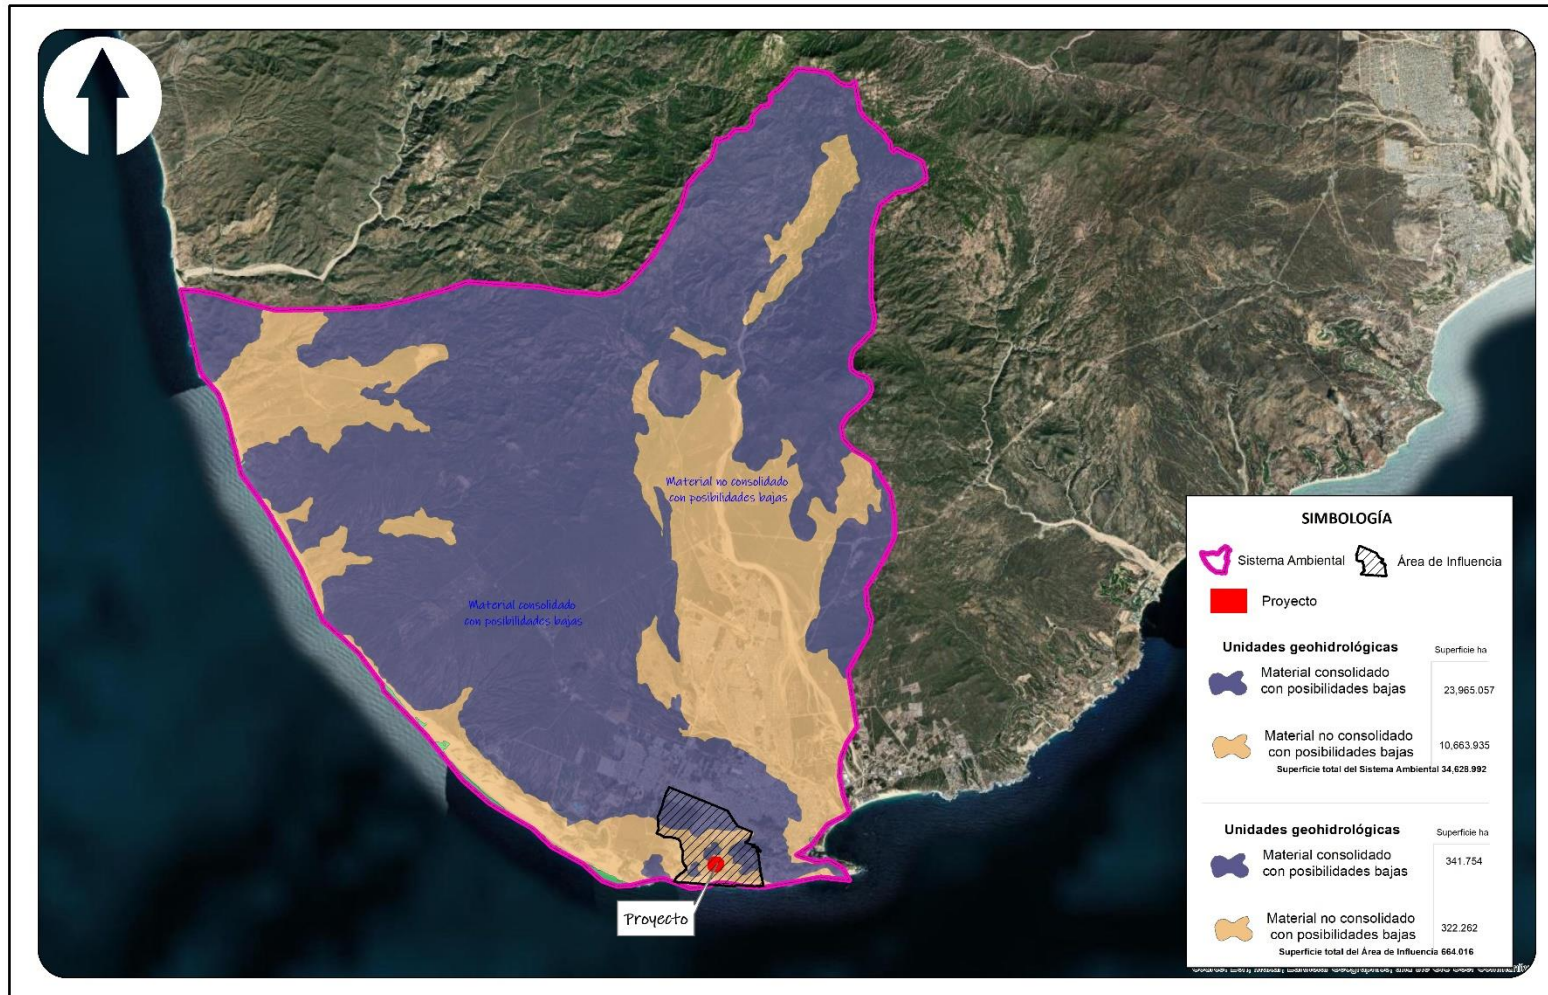 Material no consolidado
con posibilidades bajas
Material consolidado
con posibilidades bajas
Proyecto
SIMBOLOGÍA
Sistema Ambiental
Área de Influencia
Proyecto
Unidades geohidrológicas
Superficie ha
Material consolidado
con posibilidades bajas
23,965.057
Material no consolidado
con posibilidades bajas
10,663.935
Superficie total del Sistema Ambiental 34,628.992
Unidades geohidrológicas
Superficie ha
Material consolidado
con posibilidades bajas
341.754
Material no consolidado
con posibilidades bajas
322.262
Superficie total del Área de Influencia 664.016